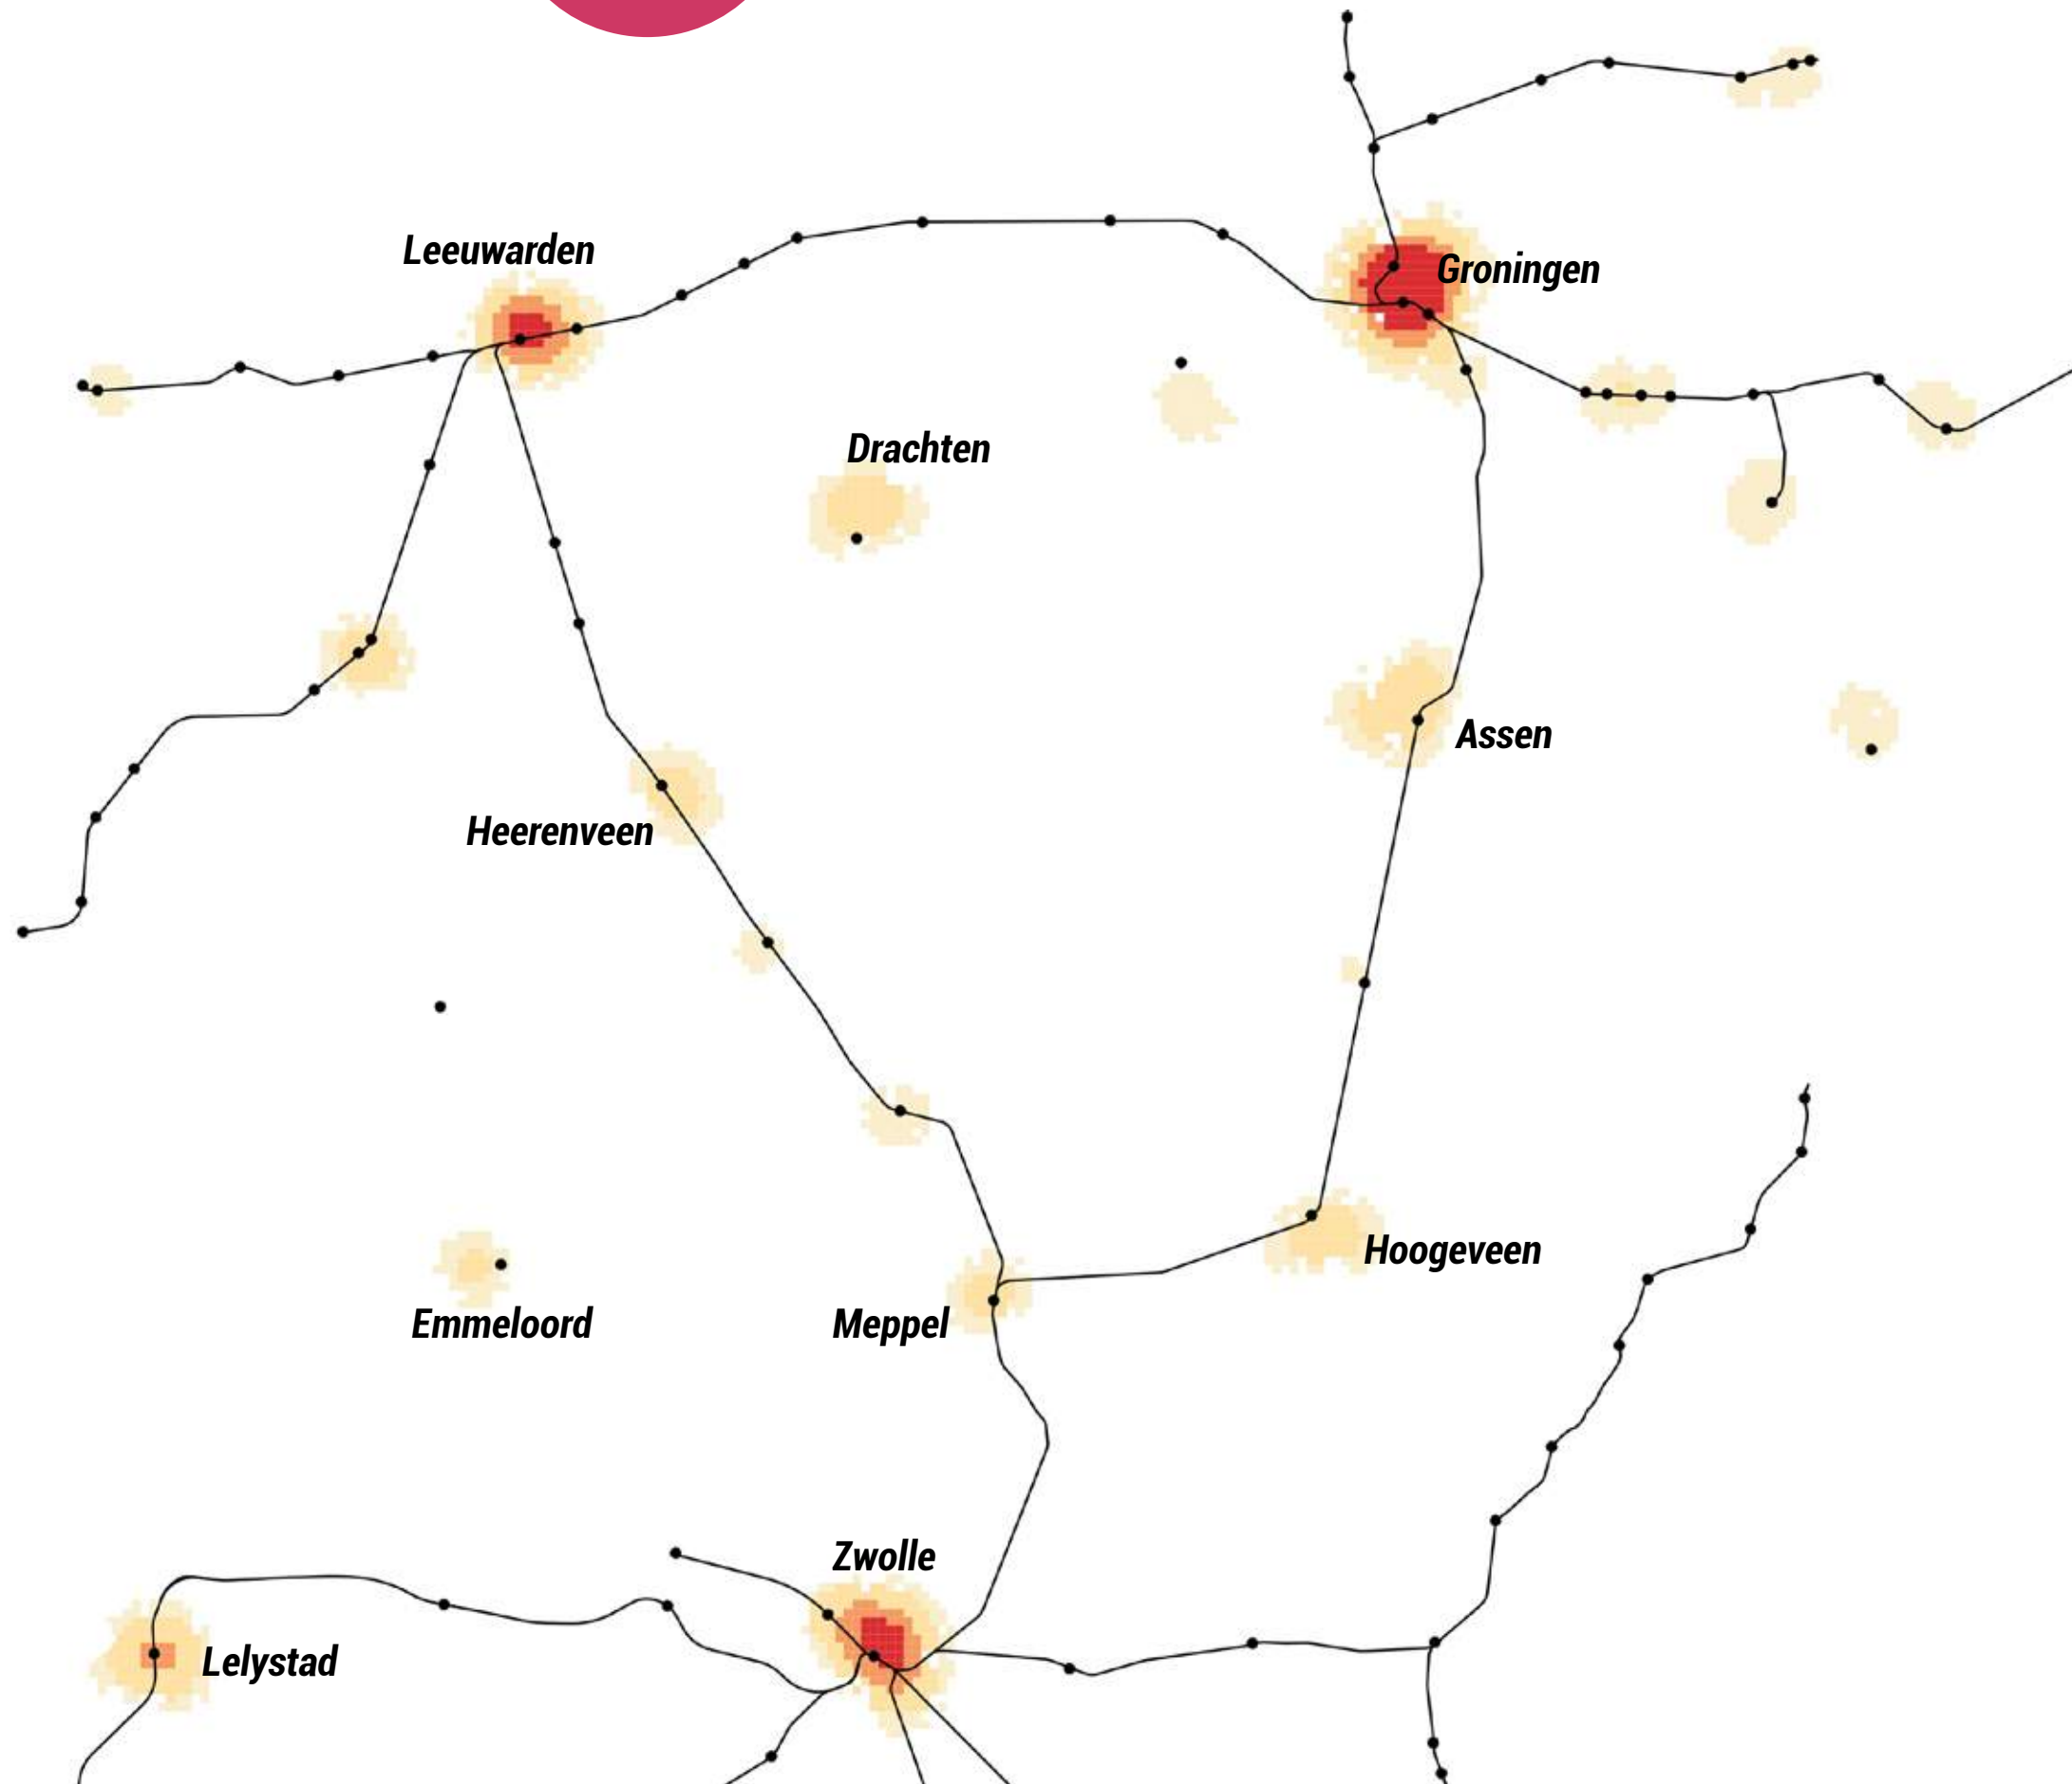 Leeuwarden
Groningen
Drachten
Assen
Heerenveen
Hoogeveen
Emmeloord
Meppel
Zwolle
Lelystad